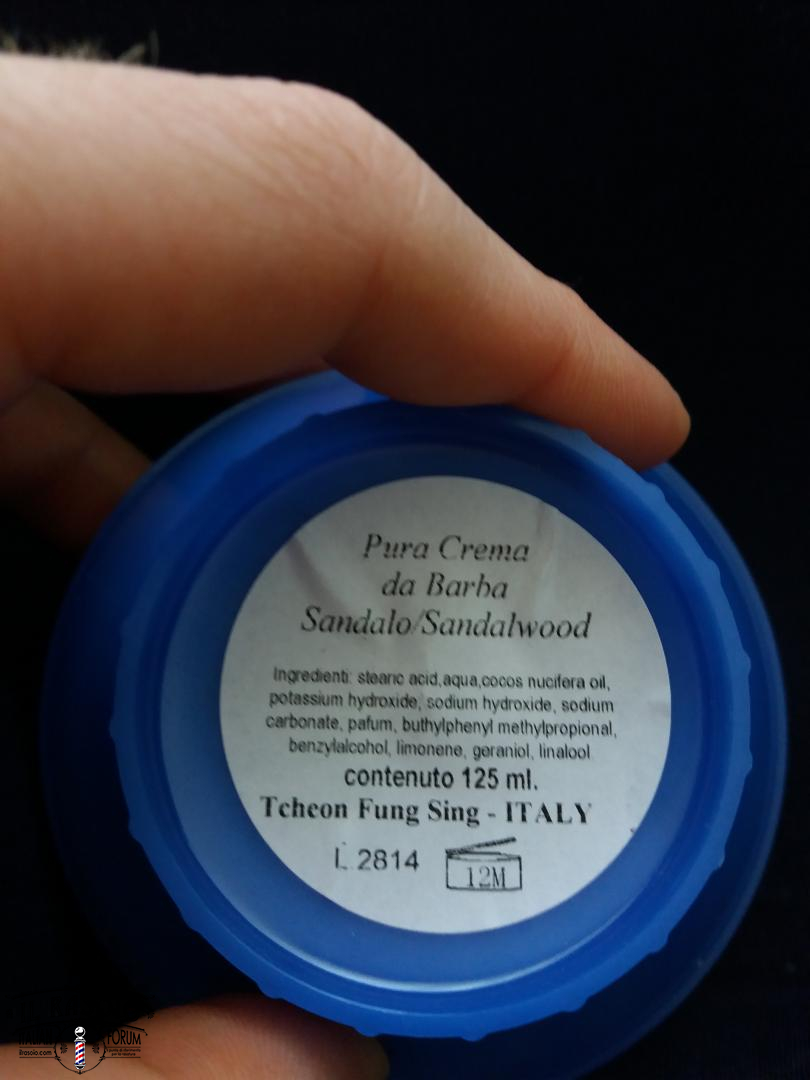 Pura Crema
da Barba
Sandalo/Sandalwood
Ingredienti: stearic acid,aqua,cocos nucifera oil,
potassium hydroxide, sodium hydroxide, sodium
carbonate, pafum, buthylphenyl methylpropional,
benzylalcohol, limonene, geraniol, linalool
contenuto 125 ml.
Tcheon Fung Sing - ITALY
L 2814
12M
FORUM